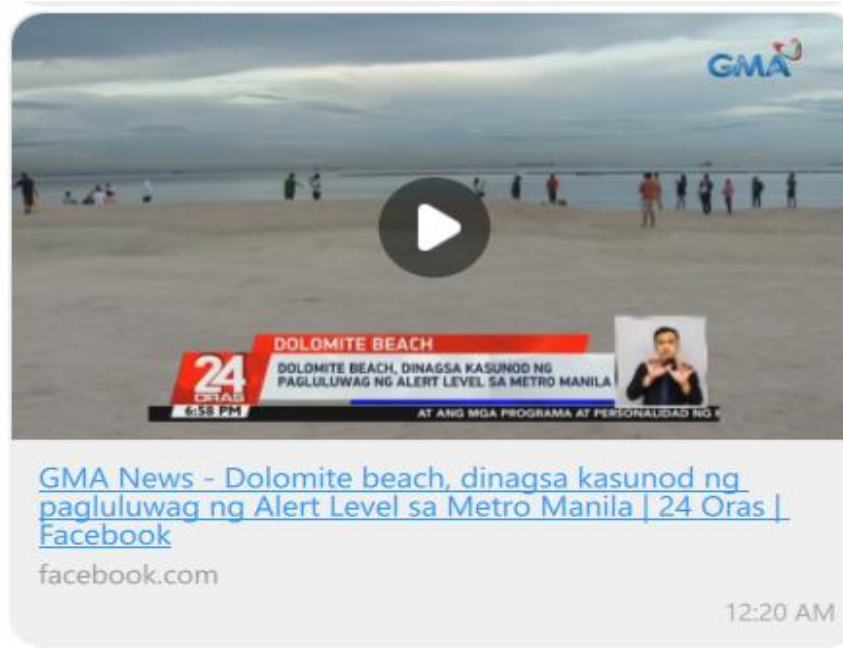 GMA
DOLOMITE BEACH
DOLOMITE BEACH, DINAGSA KASUNOD NG
PAGLULUWAG NG ALERT LEVEL SA METRO MANILA
24
ORAS
6:58 PM
AT ANG MGA PROGRAMA AT PERSONALIDAD NG
GMA News - Dolomite beach, dinagsa kasunod ng
pagluluwag ng Alert Level sa Metro Manila | 24 Oras |
Facebook
facebook.com
12:20 AM